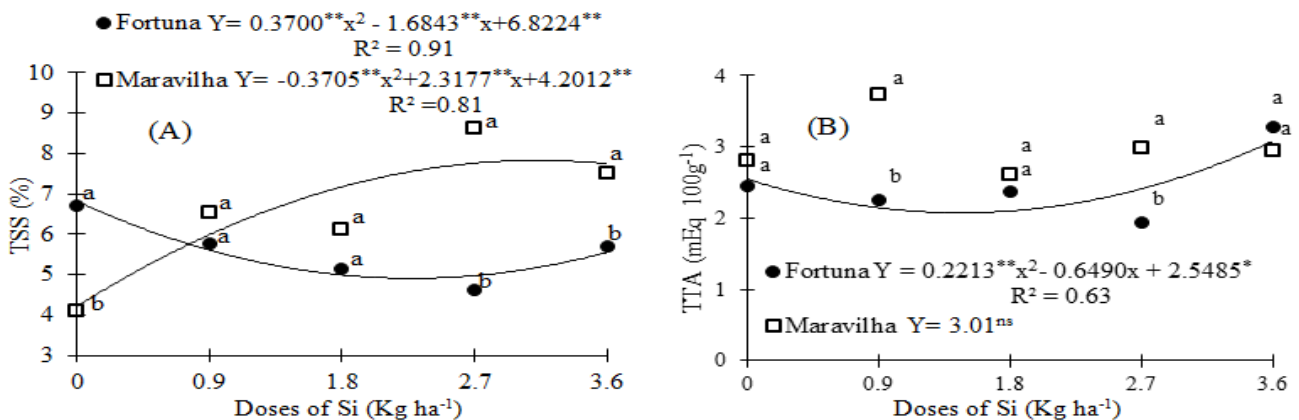 Fortuna Y= 0.3700**x² - 1.6843**x+6.8224**
R² = 0.91
Maravilha Y= -0.3705**x²+2.3177**x+4.2012**
R² =0.81
(A)
TSS (%)
10
9
8
7
6
5
4
3
a
b
a
a
a
a
a
b
a
b
0
0.9
1.8
2.7
3.6
Doses of Si (Kg ha⁻¹)
(B)
TTA (mEq 100g⁻¹)
4
3
2
1
0
a
a
a
b
a
a
a
b
a
a
Fortuna Y = 0.2213**x²- 0.6490x + 2.5485*
R² = 0.63
Maravilha Y= 3.01ⁿˢ
0
0.9
1.8
2.7
3.6
Doses of Si (Kg ha⁻¹)